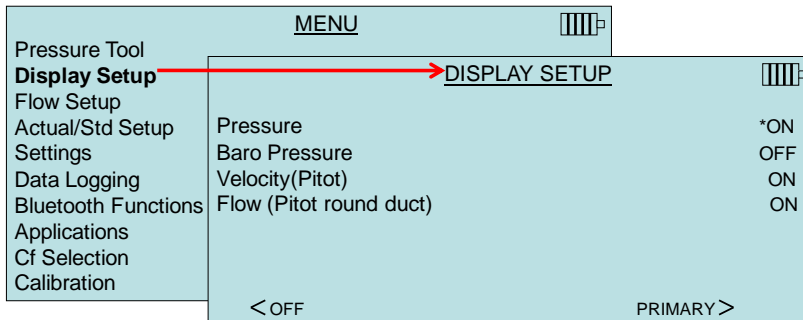 MENU
Pressure Tool
Display Setup
Flow Setup
Actual/Std Setup
Settings
Data Logging
Bluetooth Functions
Applications
Cf Selection
Calibration
DISPLAY SETUP
Pressure *ON
Baro Pressure OFF
Velocity(Pitot) ON
Flow (Pitot round duct) ON
<OFF PRIMARY>